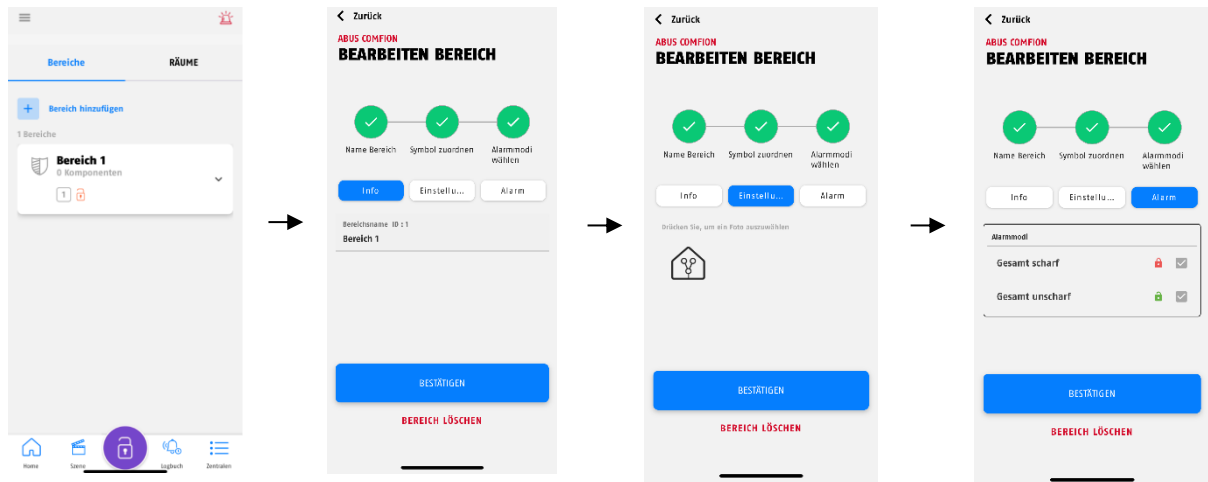 Bereiche RÄUME
+ Bereich hinzufügen
1 Bereiche
Bereich 1
0 Komponenten
1
Home Szene Logbuch Zentralen
Zurück
ABUS COMFION
BEARBEITEN BEREICH
Name Bereich Symbol zuordnen Alarmmodi
wählen
Info Einstellu... Alarm
Bereichsname ID : 1
Bereich 1
BESTÄTIGEN
BEREICH LÖSCHEN
Zurück
ABUS COMFION
BEARBEITEN BEREICH
Name Bereich Symbol zuordnen Alarmmodi
wählen
Info Einstellu... Alarm
Drücken Sie, um ein Foto auszuwählen
BESTÄTIGEN
BEREICH LÖSCHEN
Zurück
ABUS COMFION
BEARBEITEN BEREICH
Name Bereich Symbol zuordnen Alarmmodi
wählen
Info Einstellu... Alarm
Alarmmodi
Gesamt scharf
Gesamt unscharf
BESTÄTIGEN
BEREICH LÖSCHEN